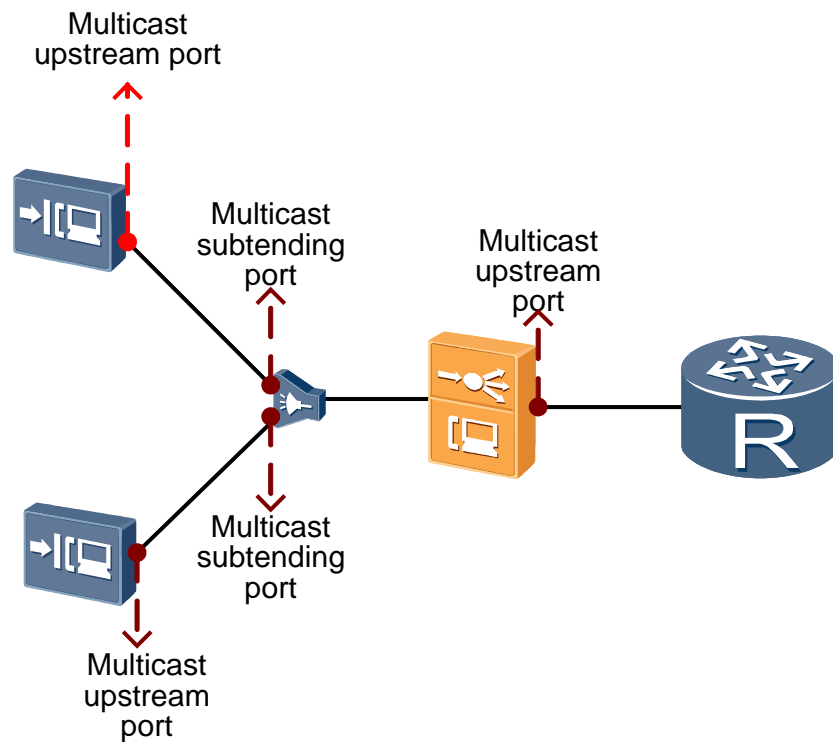 Multicast
upstream port
Multicast
subtending
port
Multicast
upstream
port
R
Multicast
subtending
port
Multicast
upstream
port